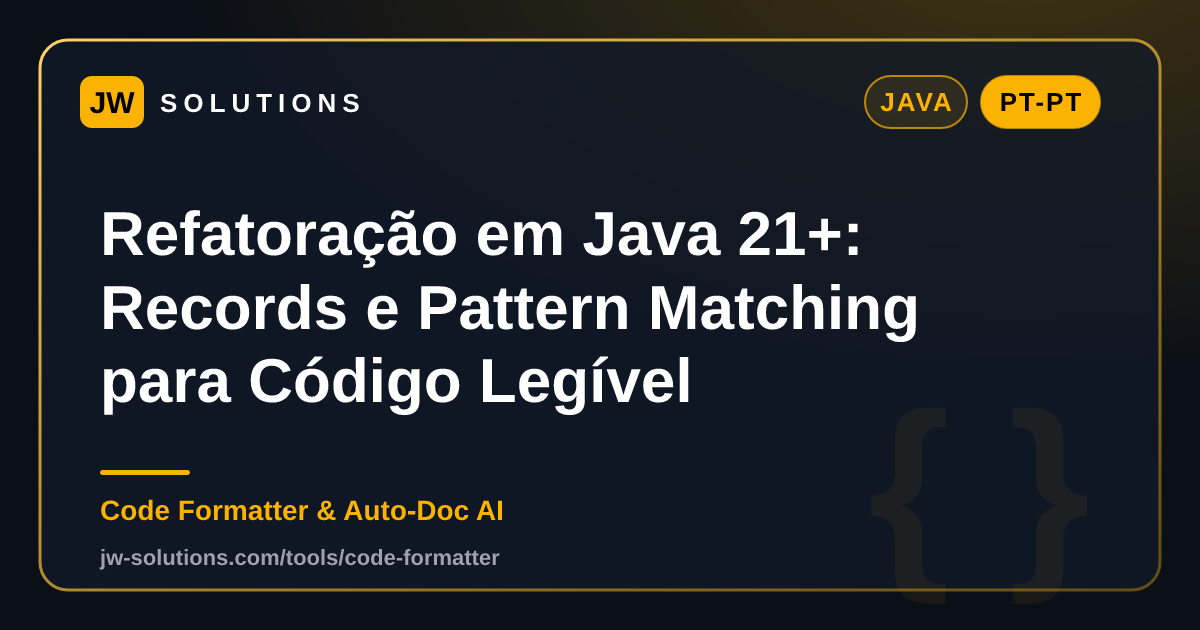 JW SOLUTIONS
JAVA PT-PT
Refatoração em Java 21+:
Records e Pattern Matching
para Código Legível
{ }
Code Formatter & Auto-Doc AI
jw-solutions.com/tools/code-formatter